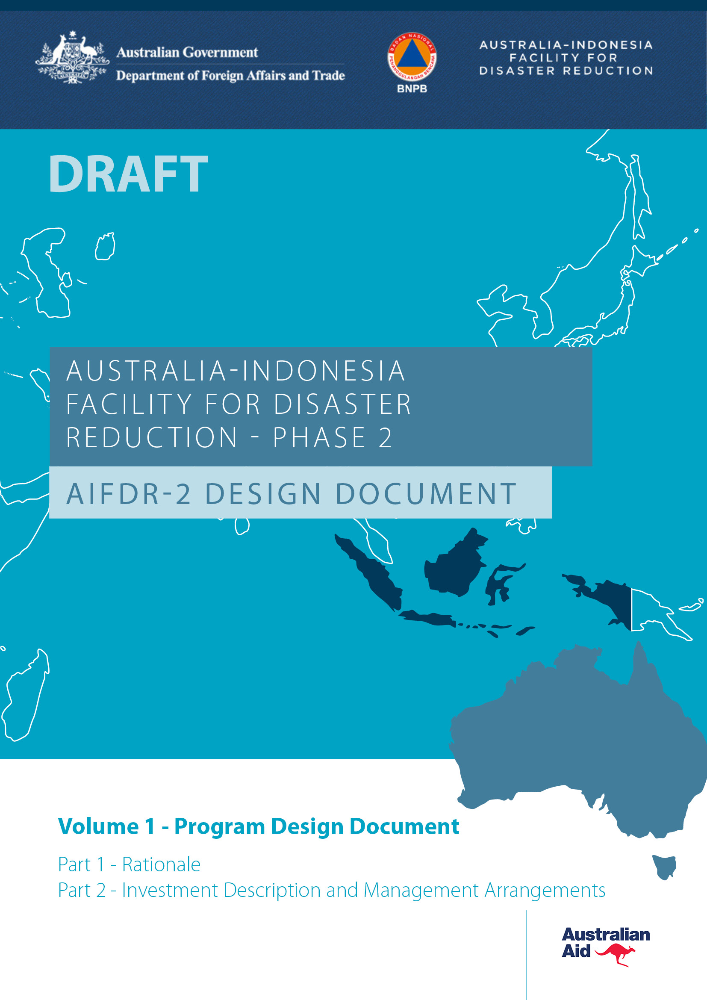 Australian Government
Department of Foreign Affairs and Trade
BADAN NASIONAL
PENANGGULANGAN BENCANA
BNPB
AUSTRALIA-INDONESIA
FACILITY FOR
DISASTER REDUCTION
DRAFT
AUSTRALIA-INDONESIA
FACILITY FOR DISASTER
REDUCTION - PHASE 2
AIFDR-2 DESIGN DOCUMENT
Volume 1 - Program Design Document
Part 1 - Rationale
Part 2 - Investment Description and Management Arrangements
Australian
Aid